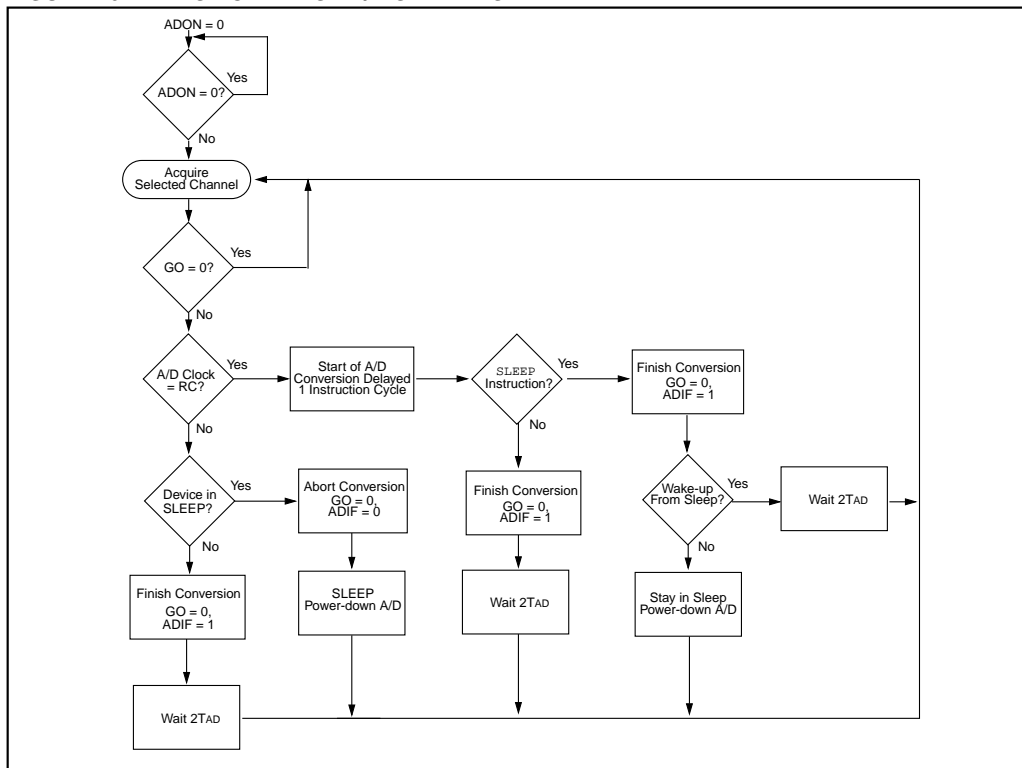 ADON = 0
Yes
ADON = 0?
No
Acquire
Selected Channel
Yes
GO = 0?
No
Yes
A/D Clock
= RC?
No
Start of A/D
Conversion Delayed
1 Instruction Cycle
SLEEP
Instruction?
Yes
No
Finish Conversion
GO = 0,
ADIF = 1
Device in
SLEEP?
Yes
No
Abort Conversion
GO = 0,
ADIF = 0
Finish Conversion
GO = 0,
ADIF = 1
Wake-up
From Sleep?
Yes
No
Wait 2TAD
Finish Conversion
GO = 0,
ADIF = 1
SLEEP
Power-down A/D
Wait 2TAD
Stay in Sleep
Power-down A/D
Wait 2TAD